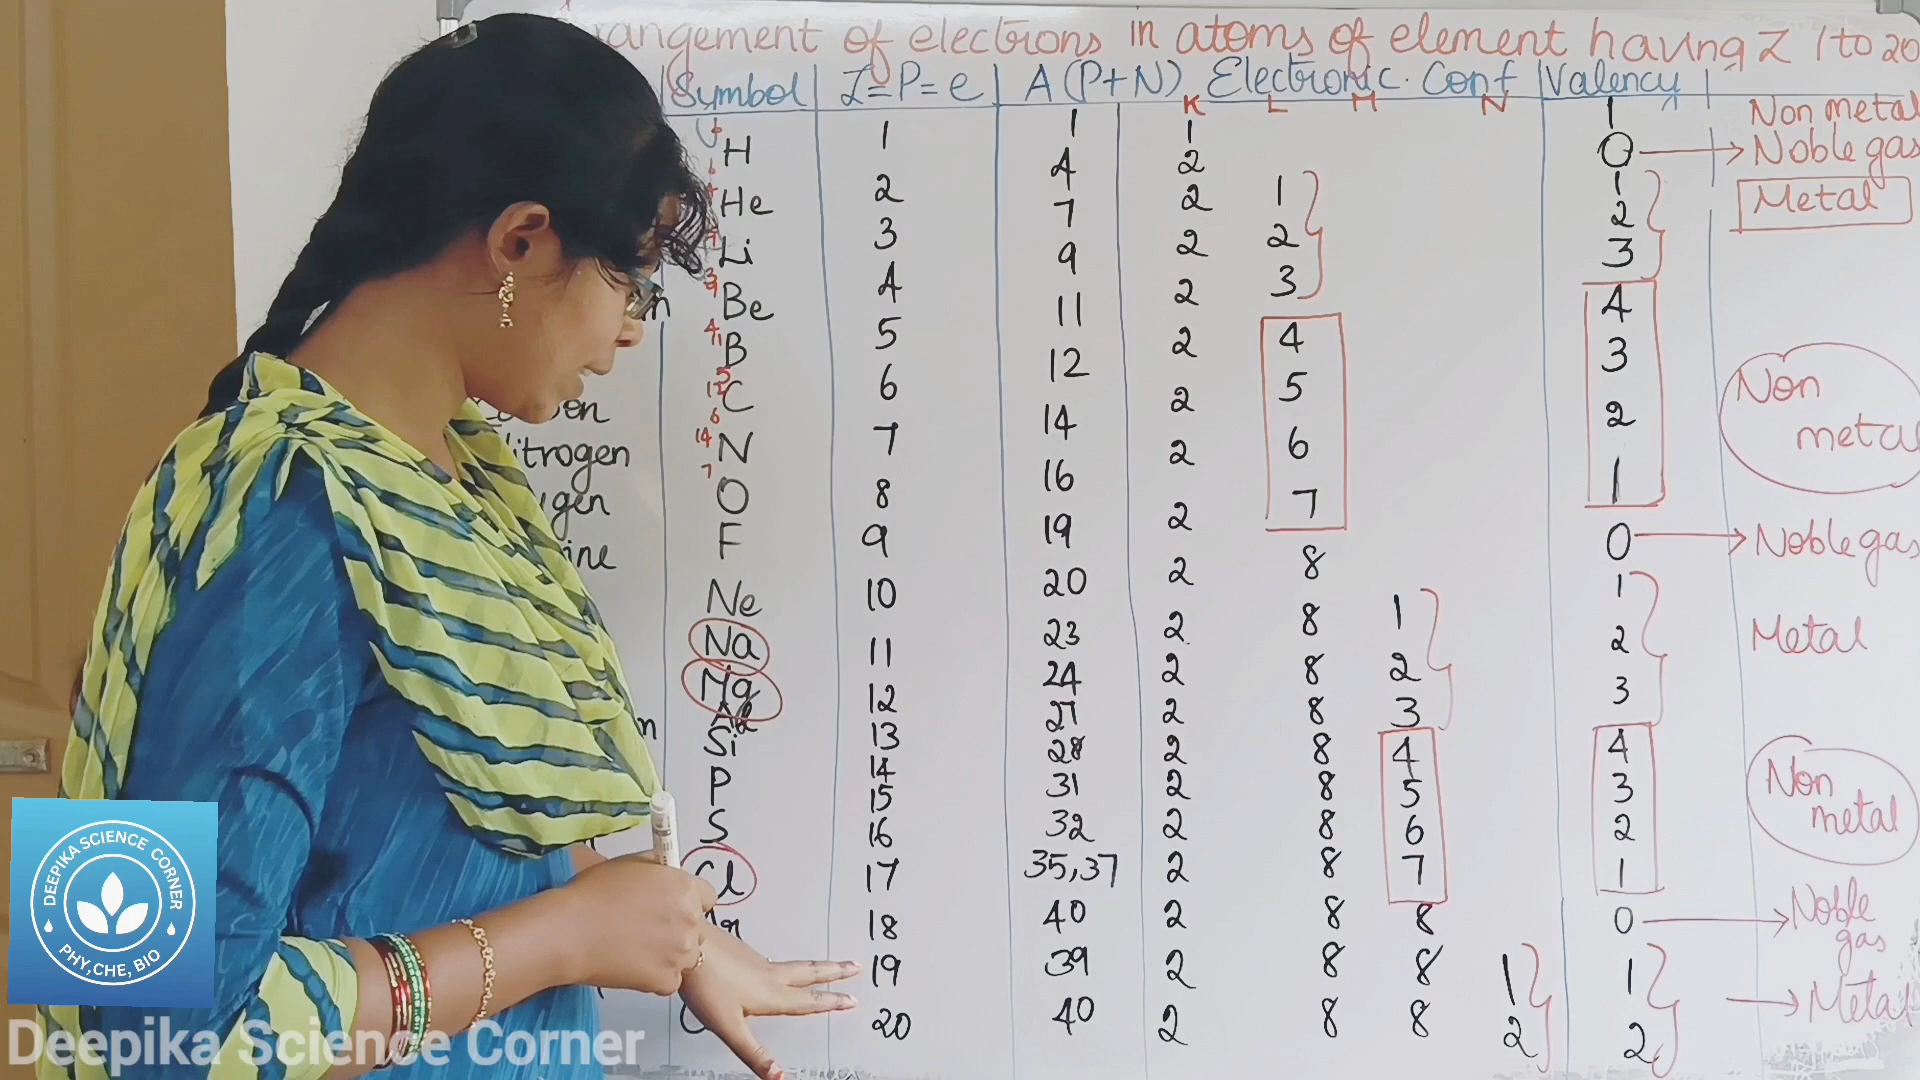 rangement of electrons in atoms of element having Z 1 to 20
Symbol Z=P=e A (P+N) Electronic. Conf Valency
K L M N
H 1 1 1 1 Non metal
He 2 4 2 0 Noble gas
Li 3 7 2 1 1 Metal
Be 4 9 2 2 2
B 5 11 2 3 3
C 6 12 2 4 4
itrogen N 7 14 2 5 3 Non
gen O 8 16 2 6 2 metal
ine F 9 19 2 7 1
Ne 10 20 2 8 0 Noble gas
Na 11 23 2 8 1 1
Mg 12 24 2 8 2 2 Metal
Al 13 27 2 8 3 3
Si 14 28 2 8 4 4
P 15 31 2 8 5 3 Non
S 16 32 2 8 6 2 metal
Cl 17 35,37 2 8 7 1
18 40 2 8 8 0 Noble gas
19 39 2 8 8 1 1 Metal
20 40 2 8 8 2 2
DEEPIKA SCIENCE CORNER
PHY,CHE, BIO
Deepika Science Corner